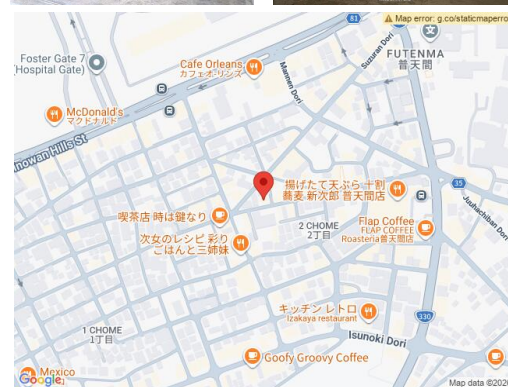 81
Map error: g.co/staticmaperro
Foster Gate 7
(Hospital Gate)
Cafe Orleans
カフェオーリンズ
Mannen Dori
Suzuran Dori
FUTENMA
普天間
McDonald's
マクドナルド
nowan Hills St
揚げたて天ぷら 十割
蕎麦 新次郎 普天間店
35
Juuhachiban Dori
喫茶店 時は鍵なり
2 CHOME
2丁目
Flap Coffee
FLAP COFFEE
Roasteria普天間店
次女のレシピ 彩り
ごはんと三姉妹
キッチン レトロ
Izakaya restaurant
330
1 CHOME
1丁目
Isunoki Dori
Goofy Groovy Coffee
Mexico
Google
Map data ©202